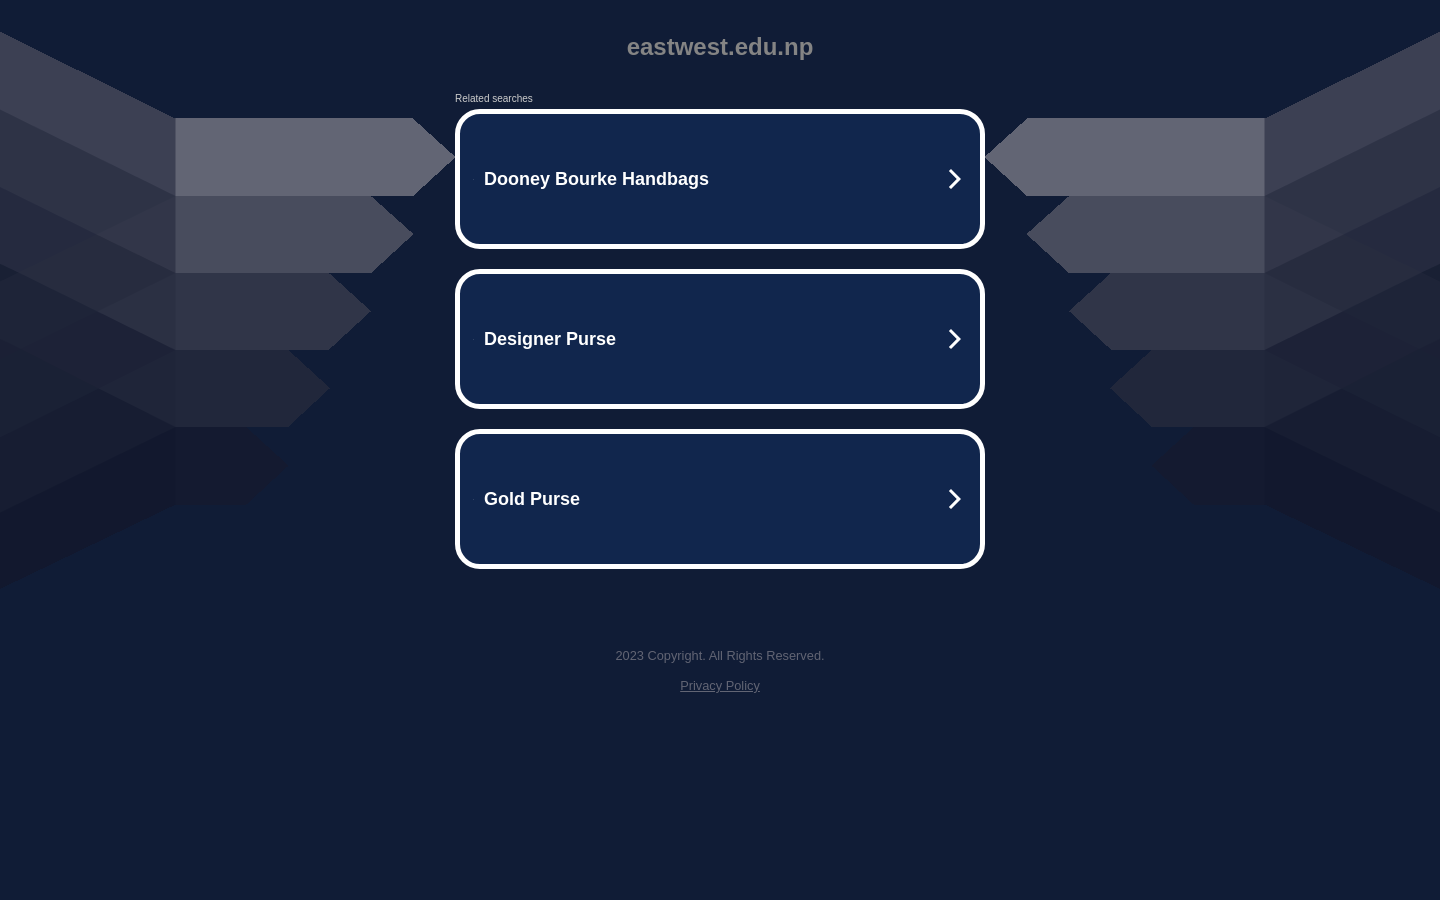 eastwest.edu.np
Related searches
Dooney Bourke Handbags
Designer Purse
Gold Purse
2023 Copyright. All Rights Reserved.
Privacy Policy